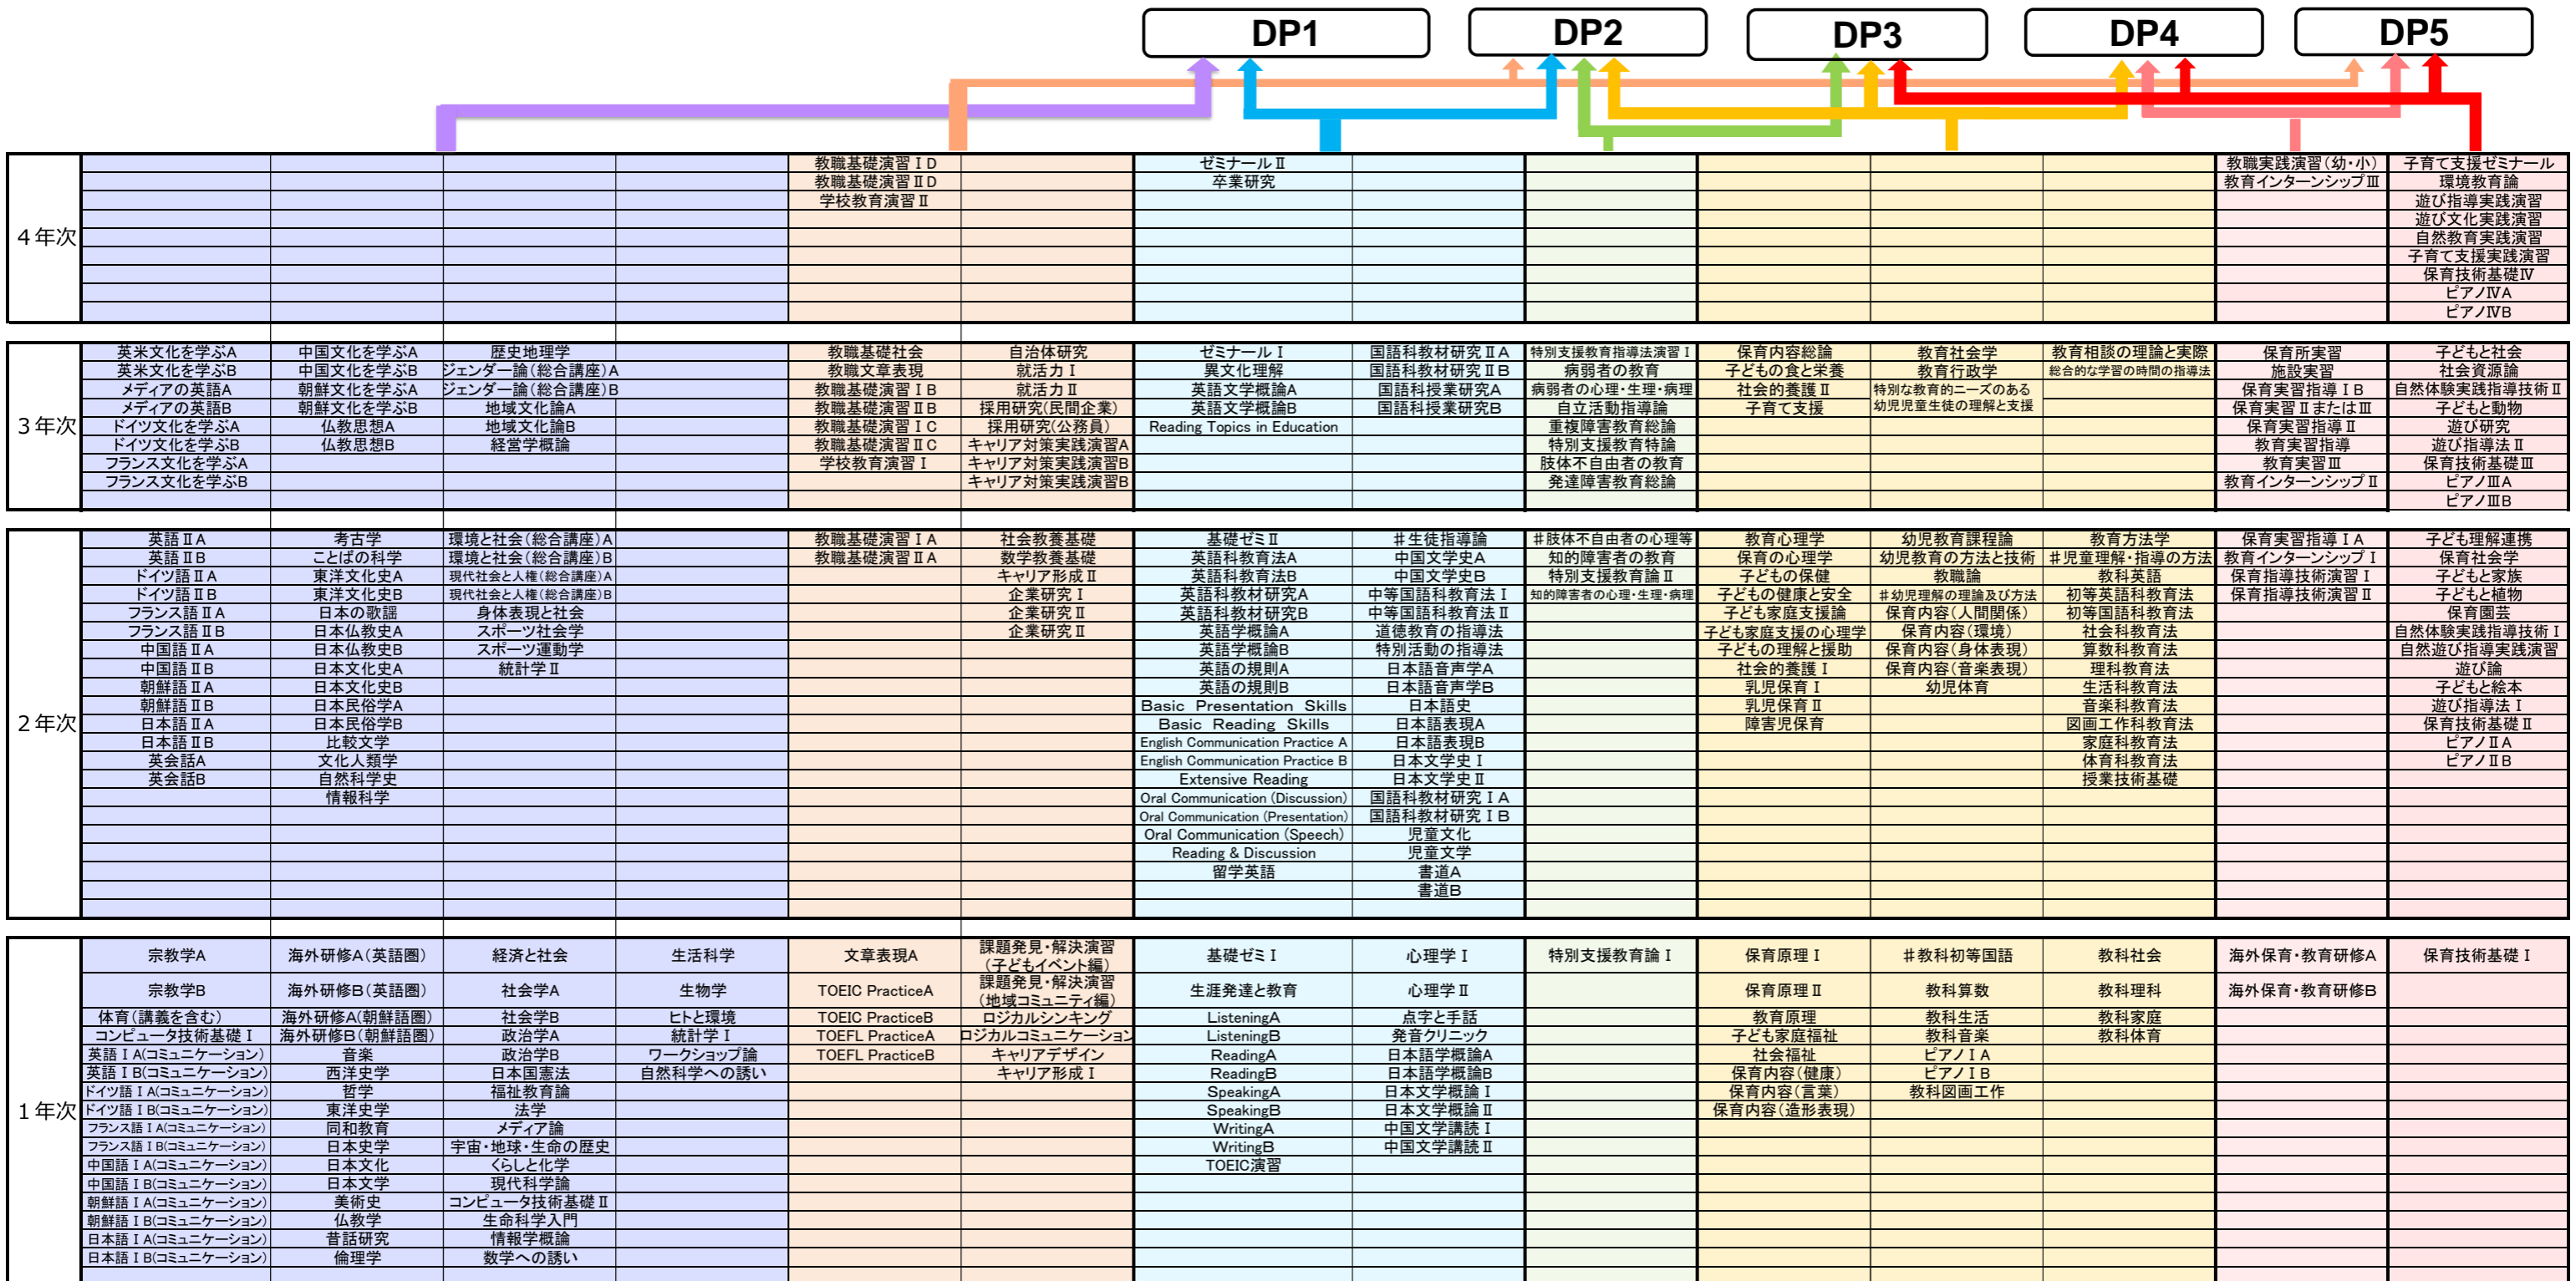 DP1 DP2 DP3 DP4 DP5
4年次
教職基礎演習ⅠD ゼミナールⅡ 教職実践演習(幼・小) 子育て支援ゼミナール
教職基礎演習ⅡD 卒業研究 教育インターンシップⅢ 環境教育論
学校教育演習Ⅱ 遊び指導実践演習
遊び文化実践演習
自然教育実践演習
子育て支援実践演習
保育技術基礎Ⅳ
ピアノⅣA
ピアノⅣB
3年次
英米文化を学ぶA 中国文化を学ぶA 歴史地理学 教職基礎社会 自治体研究 ゼミナールⅠ 国語科教材研究ⅡA 特別支援教育指導法演習Ⅰ 保育内容総論 教育社会学 教育相談の理論と実際 保育所実習 子どもと社会
英米文化を学ぶB 中国文化を学ぶB ジェンダー論(総合講座)A 教職文章表現 就活力Ⅰ 異文化理解 国語科教材研究ⅡB 病弱者の教育 子どもの食と栄養 教育行政学 総合的な学習の時間の指導法 施設実習 社会資源論
メディアの英語A 朝鮮文化を学ぶA ジェンダー論(総合講座)B 教職基礎演習ⅠB 就活力Ⅱ 英語文学概論A 国語科授業研究A 病弱者の心理・生理・病理 社会的養護Ⅱ 特別な教育的ニーズのある 保育実習指導ⅠB 自然体験実践指導技術Ⅱ
メディアの英語B 朝鮮文化を学ぶB 地域文化論A 教職基礎演習ⅡB 採用研究(民間企業) 英語文学概論B 国語科授業研究B 自立活動指導論 子育て支援 幼児児童生徒の理解と支援 保育実習ⅡまたはⅢ 子どもと動物
ドイツ文化を学ぶA 仏教思想A 地域文化論B 教職基礎演習ⅠC 採用研究(公務員) Reading Topics in Education 重複障害教育総論 保育実習指導Ⅱ 遊び研究
ドイツ文化を学ぶB 仏教思想B 経営学概論 教職基礎演習ⅡC キャリア対策実践演習A 特別支援教育特論 教育実習指導 遊び指導法Ⅱ
フランス文化を学ぶA 学校教育演習Ⅰ キャリア対策実践演習B 肢体不自由者の教育 教育実習Ⅲ 保育技術基礎Ⅲ
フランス文化を学ぶB キャリア対策実践演習B 発達障害教育総論 教育インターンシップⅡ ピアノⅢA
ピアノⅢB
2年次
英語ⅡA 考古学 環境と社会(総合講座)A 教職基礎演習ⅠA 社会教養基礎 基礎ゼミⅡ ♯生徒指導論 ♯肢体不自由者の心理等 教育心理学 幼児教育課程論 教育方法学 保育実習指導ⅠA 子ども理解連携
英語ⅡB ことばの科学 環境と社会(総合講座)B 教職基礎演習ⅡA 数学教養基礎 英語科教育法A 中国文学史A 知的障害者の教育 保育の心理学 幼児教育の方法と技術 ♯児童理解・指導の方法 教育インターンシップⅠ 保育社会学
ドイツ語ⅡA 東洋文化史A 現代社会と人権(総合講座)A キャリア形成Ⅱ 英語科教育法B 中国文学史B 特別支援教育論Ⅱ 子どもの保健 教職論 教科英語 保育指導技術演習Ⅰ 子どもと家族
ドイツ語ⅡB 東洋文化史B 現代社会と人権(総合講座)B 企業研究Ⅰ 英語科教材研究A 中等国語科教育法Ⅰ 知的障害者の心理・生理・病理 子どもの健康と安全 ♯幼児理解の理論及び方法 初等英語科教育法 保育指導技術演習Ⅱ 子どもと植物
フランス語ⅡA 日本の歌謡 身体表現と社会 企業研究Ⅱ 英語科教材研究B 中等国語科教育法Ⅱ 子ども家庭支援論 保育内容(人間関係) 初等国語科教育法 保育園芸
フランス語ⅡB 日本仏教史A スポーツ社会学 企業研究Ⅱ 英語学概論A 道徳教育の指導法 子ども家庭支援の心理学 保育内容(環境) 社会科教育法 自然体験実践指導技術Ⅰ
中国語ⅡA 日本仏教史B スポーツ運動学 英語学概論B 特別活動の指導法 子どもの理解と援助 保育内容(身体表現) 算数科教育法 自然遊び指導実践演習
中国語ⅡB 日本文化史A 統計学Ⅱ 英語の規則A 日本語音声学A 社会的養護Ⅰ 保育内容(音楽表現) 理科教育法 遊び論
朝鮮語ⅡA 日本文化史B 英語の規則B 日本語音声学B 乳児保育Ⅰ 幼児体育 生活科教育法 子どもと絵本
朝鮮語ⅡB 日本民俗学A Basic Presentation Skills 日本語史 乳児保育Ⅱ 音楽科教育法 遊び指導法Ⅰ
日本語ⅡA 日本民俗学B Basic Reading Skills 日本語表現A 障害児保育 図画工作科教育法 保育技術基礎Ⅱ
日本語ⅡB 比較文学 English Communication Practice A 日本語表現B 家庭科教育法 ピアノⅡA
英会話A 文化人類学 English Communication Practice B 日本文学史Ⅰ 体育科教育法 ピアノⅡB
英会話B 自然科学史 Extensive Reading 日本文学史Ⅱ 授業技術基礎
情報科学 Oral Communication (Discussion) 国語科教材研究ⅠA
Oral Communication (Presentation) 国語科教材研究ⅠB
Oral Communication (Speech) 児童文化
Reading & Discussion 児童文学
留学英語 書道A
書道B
1年次
宗教学A 海外研修A(英語圏) 経済と社会 生活科学 文章表現A 課題発見・解決演習 (子どもイベント編) 基礎ゼミⅠ 心理学Ⅰ 特別支援教育論Ⅰ 保育原理Ⅰ ♯教科初等国語 教科社会 海外保育・教育研修A 保育技術基礎Ⅰ
宗教学B 海外研修B(英語圏) 社会学A 生物学 TOEIC PracticeA 課題発見・解決演習 (地域コミュニティ編) 生涯発達と教育 心理学Ⅱ 保育原理Ⅱ 教科算数 教科理科 海外保育・教育研修B
体育(講義を含む) 海外研修A(朝鮮語圏) 社会学B ヒトと環境 TOEIC PracticeB ロジカルシンキング ListeningA 点字と手話 教育原理 教科生活 教科家庭
コンピュータ技術基礎Ⅰ 海外研修B(朝鮮語圏) 政治学A 統計学Ⅰ TOEFL PracticeA ロジカルコミュニケーション ListeningB 発音クリニック 子ども家庭福祉 教科音楽 教科体育
英語ⅠA(コミュニケーション) 音楽 政治学B ワークショップ論 TOEFL PracticeB キャリアデザイン ReadingA 日本語学概論A 社会福祉 ピアノⅠA
英語ⅠB(コミュニケーション) 西洋史学 日本国憲法 自然科学への誘い キャリア形成Ⅰ ReadingB 日本語学概論B 保育内容(健康) ピアノⅠB
ドイツ語ⅠA(コミュニケーション) 哲学 福祉教育論 SpeakingA 日本文学概論Ⅰ 保育内容(言葉) 教科図画工作
ドイツ語ⅠB(コミュニケーション) 東洋史学 法学 SpeakingB 日本文学概論Ⅱ 保育内容(造形表現)
フランス語ⅠA(コミュニケーション) 同和教育 メディア論 WritingA 中国文学講読Ⅰ
フランス語ⅠB(コミュニケーション) 日本史学 宇宙・地球・生命の歴史 WritingB 中国文学講読Ⅱ
中国語ⅠA(コミュニケーション) 日本文化 くらしと化学 TOEIC演習
中国語ⅠB(コミュニケーション) 日本文学 現代科学論
朝鮮語ⅠA(コミュニケーション) 美術史 コンピュータ技術基礎Ⅱ
朝鮮語ⅠB(コミュニケーション) 仏教学 生命科学入門
日本語ⅠA(コミュニケーション) 昔話研究 情報学概論
日本語ⅠB(コミュニケーション) 倫理学 数学への誘い